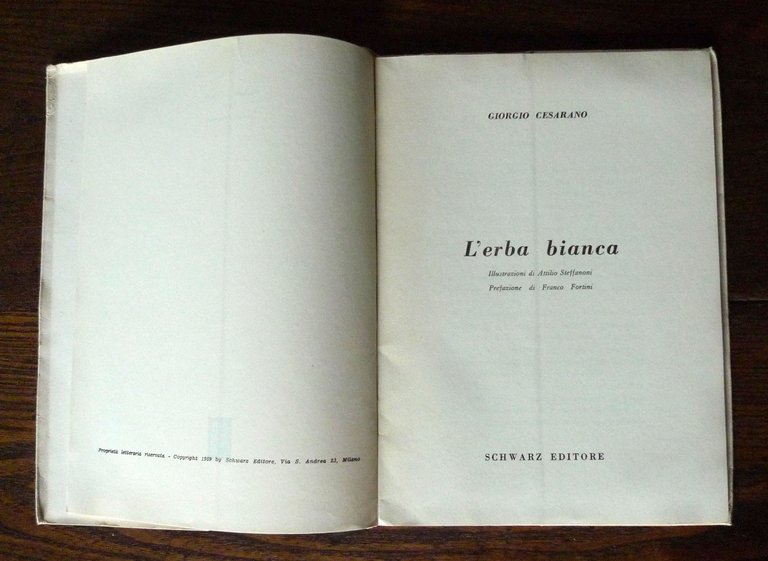 Proprietà letteraria riservata - Copyright 1959 by Schwarz Editore, Via S. Andrea 23, Milano
GIORGIO CESARANO
L'erba bianca
Illustrazioni di Attilio Steffanoni
Prefazione di Franco Fortini
SCHWARZ EDITORE